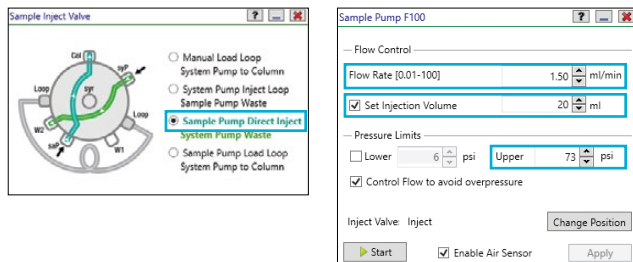 Sample Inject Valve
?
Col
syP
Loop
syr
Loop
W2
W1
saP
Manual Load Loop
System Pump to Column
System Pump Inject Loop
Sample Pump Waste
Sample Pump Direct Inject
System Pump Waste
Sample Pump Load Loop
System Pump to Column
Sample Pump F100
?
Flow Control
Flow Rate [0.01-100] 1.50 ml/min
Set Injection Volume 20 ml
Pressure Limits
Lower 6 psi Upper 73 psi
Control Flow to avoid overpressure
Inject Valve: Inject Change Position
Start Enable Air Sensor Apply